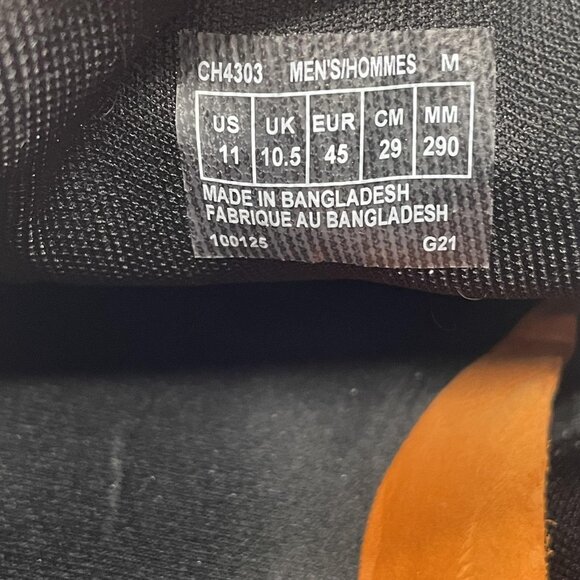 CH4303 MEN'S/HOMMES M
US UK EUR CM MM
11 10.5 45 29 290
MADE IN BANGLADESH
FABRIQUE AU BANGLADESH
100125 G21